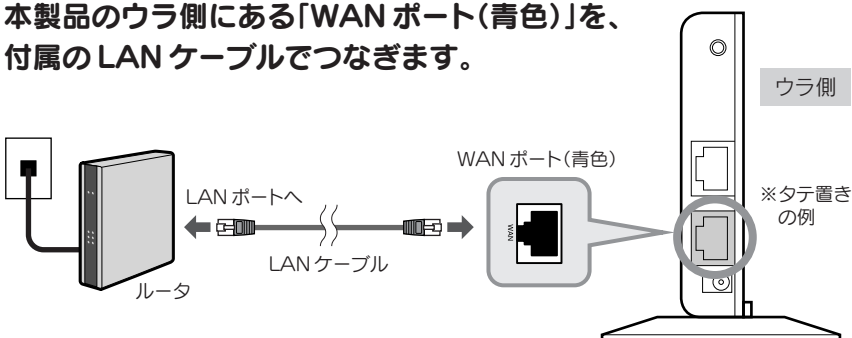 本製品のウラ側にある「WAN ポート(青色)」を、
付属の LAN ケーブルでつなぎます。
ウラ側
WAN ポート(青色)
LAN ポートへ
※タテ置き
の例
WAN
LAN ケーブル
ルータ